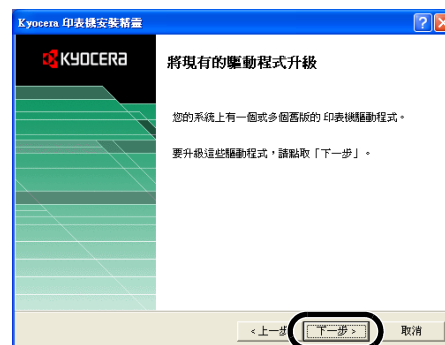 Kyocera 印表機安裝精靈
KYOCERA
將現有的驅動程式升級
您的系統上有一個或多個舊版的 印表機驅動程式。
要升級這些驅動程式，請點取「下一步」。
<上一步 下一步> 取消